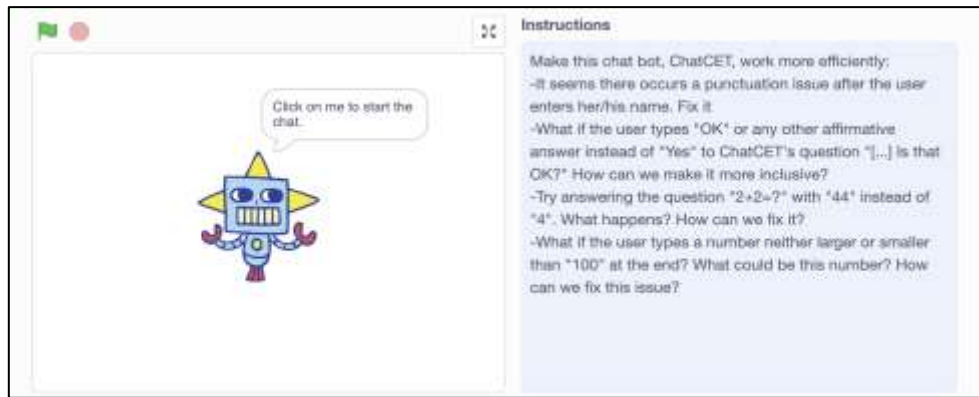 Instructions
Click on me to start the
chat.
Make this chat bot, ChatCET, work more efficiently:
-It seems there occurs a punctuation issue after the user
enters her/his name. Fix it
-What if the user types "OK" or any other affirmative
answer instead of "Yes" to ChatCET's question "[...] Is that
OK?" How can we make it more inclusive?
-Try answering the question "2+2=?" with "44" instead of
"4". What happens? How can we fix it?
-What if the user types a number neither larger or smaller
than "100" at the end? What could be this number? How
can we fix this issue?